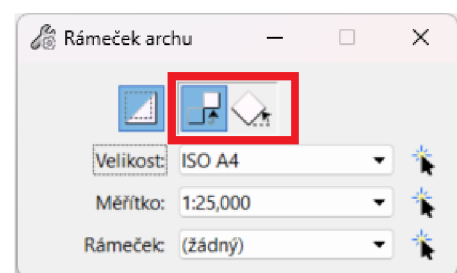 Rámeček archu
Velikost: ISO A4
Měřítko: 1:25,000
Rámeček: (žádný)